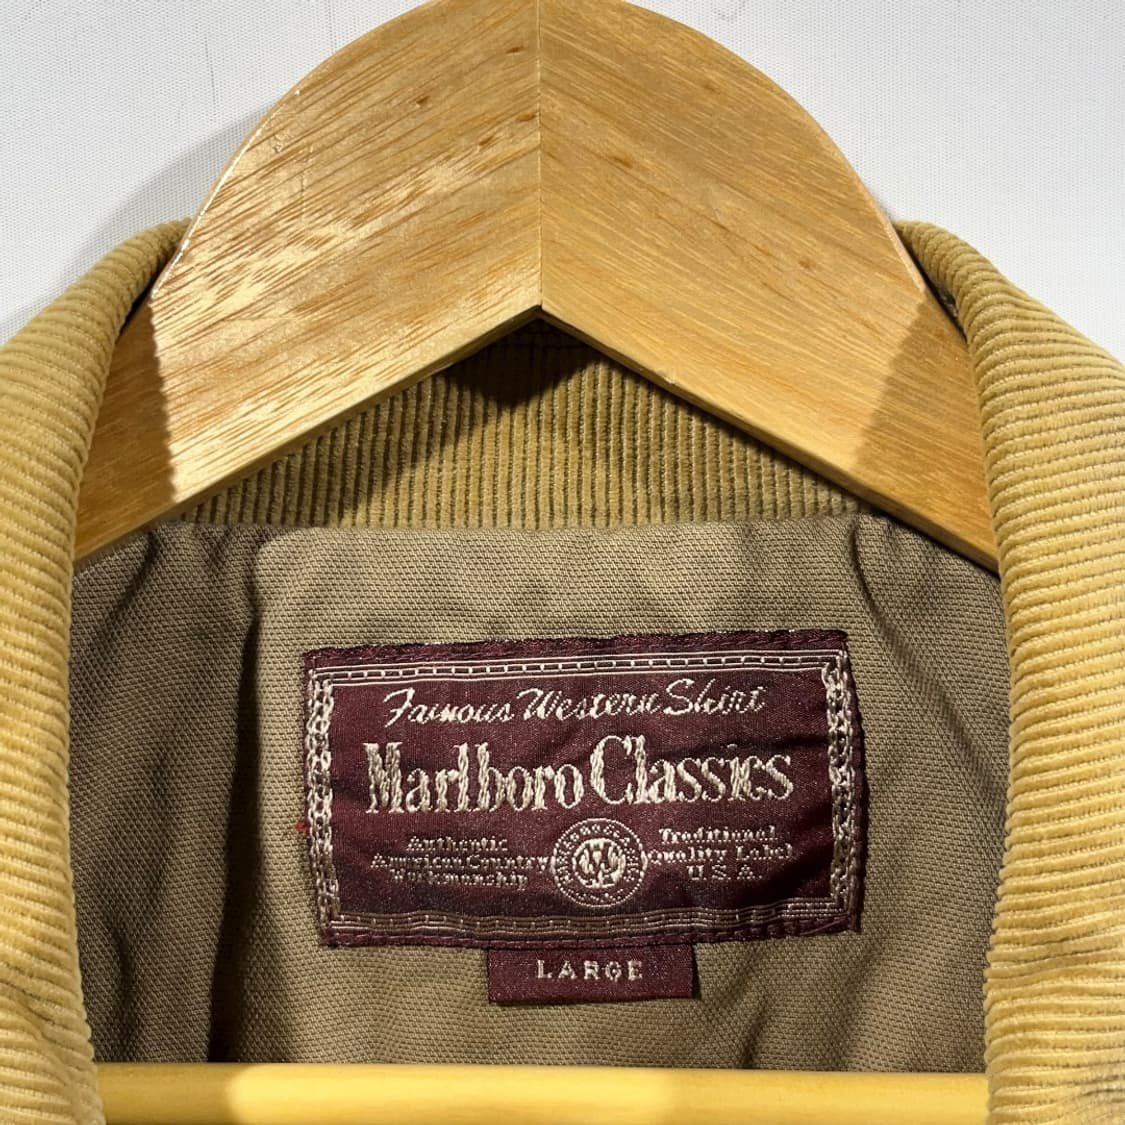 Famous Western Shirt
Marlboro Classics
Authentic
American Country
Workmanship
Traditional
Quality Label
U.S.A.
LARGE